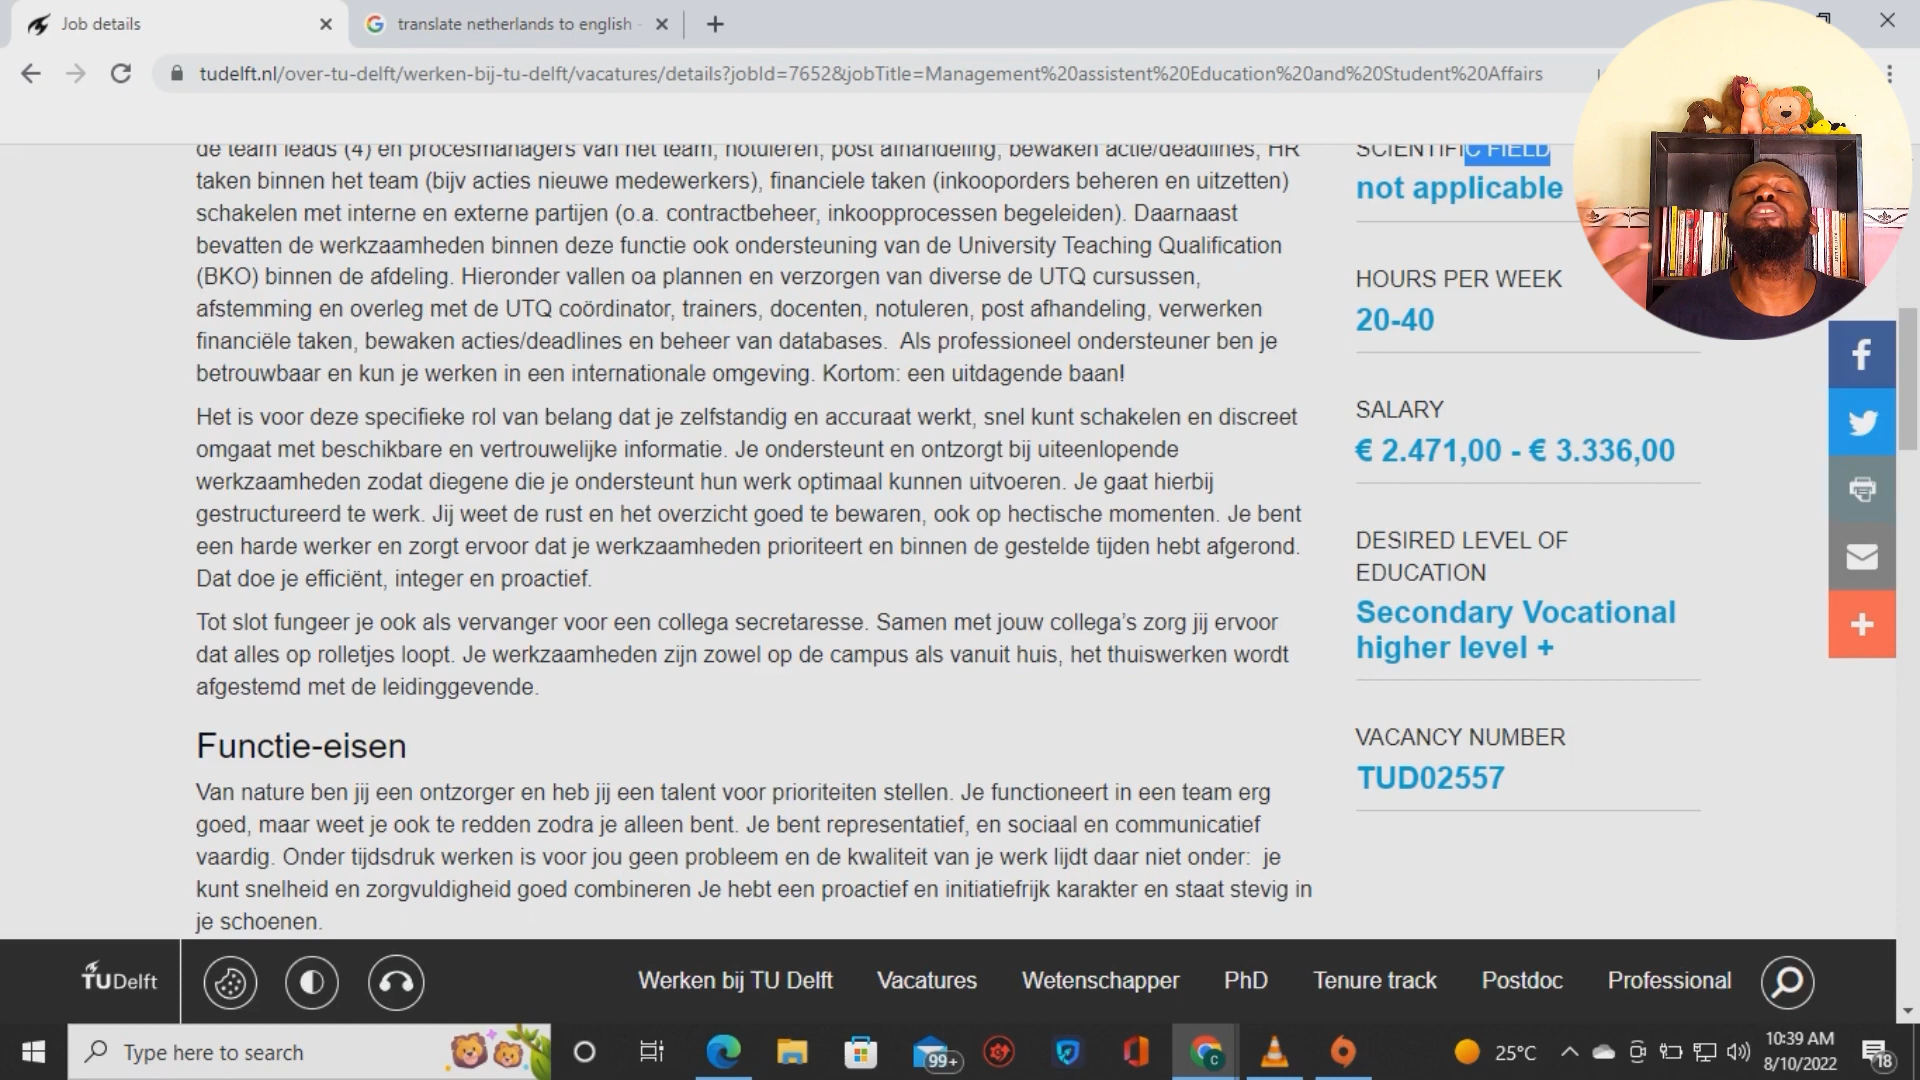 Job details
translate netherlands to english
tudelft.nl/over-tu-delft/werken-bij-tu-delft/vacatures/details?jobId=7652&jobTitle=Management%20assistent%20Education%20and%20Student%20Affairs
de team leads (4) en procesmanagers van het team, notuleren, post afhandeling, bewaken actie/deadlines, HR
taken binnen het team (bijv acties nieuwe medewerkers), financiele taken (inkooporders beheren en uitzetten)
schakelen met interne en externe partijen (o.a. contractbeheer, inkoopprocessen begeleiden). Daarnaast
bevatten de werkzaamheden binnen deze functie ook ondersteuning van de University Teaching Qualification
(BKO) binnen de afdeling. Hieronder vallen oa plannen en verzorgen van diverse de UTQ cursussen,
afstemming en overleg met de UTQ coördinator, trainers, docenten, notuleren, post afhandeling, verwerken
financiële taken, bewaken acties/deadlines en beheer van databases.  Als professioneel ondersteuner ben je
betrouwbaar en kun je werken in een internationale omgeving. Kortom: een uitdagende baan!
Het is voor deze specifieke rol van belang dat je zelfstandig en accuraat werkt, snel kunt schakelen en discreet
omgaat met beschikbare en vertrouwelijke informatie. Je ondersteunt en ontzorgt bij uiteenlopende
werkzaamheden zodat diegene die je ondersteunt hun werk optimaal kunnen uitvoeren. Je gaat hierbij
gestructureerd te werk. Jij weet de rust en het overzicht goed te bewaren, ook op hectische momenten. Je bent
een harde werker en zorgt ervoor dat je werkzaamheden prioriteert en binnen de gestelde tijden hebt afgerond.
Dat doe je efficiënt, integer en proactief.
Tot slot fungeer je ook als vervanger voor een collega secretaresse. Samen met jouw collega's zorg jij ervoor
dat alles op rolletjes loopt. Je werkzaamheden zijn zowel op de campus als vanuit huis, het thuiswerken wordt
afgestemd met de leidinggevende.
Functie-eisen
Van nature ben jij een ontzorger en heb jij een talent voor prioriteiten stellen. Je functioneert in een team erg
goed, maar weet je ook te redden zodra je alleen bent. Je bent representatief, en sociaal en communicatief
vaardig. Onder tijdsdruk werken is voor jou geen probleem en de kwaliteit van je werk lijdt daar niet onder:  je
kunt snelheid en zorgvuldigheid goed combineren Je hebt een proactief en initiatiefrijk karakter en staat stevig in
je schoenen.
SCIENTIFIC FIELD
not applicable
HOURS PER WEEK
20-40
SALARY
€ 2.471,00 - € 3.336,00
DESIRED LEVEL OF
EDUCATION
Secondary Vocational
higher level +
VACANCY NUMBER
TUD02557
TUDelft
Werken bij TU Delft
Vacatures
Wetenschapper
PhD
Tenure track
Postdoc
Professional
Type here to search
99+
C
25°C
10:39 AM
8/10/2022
18